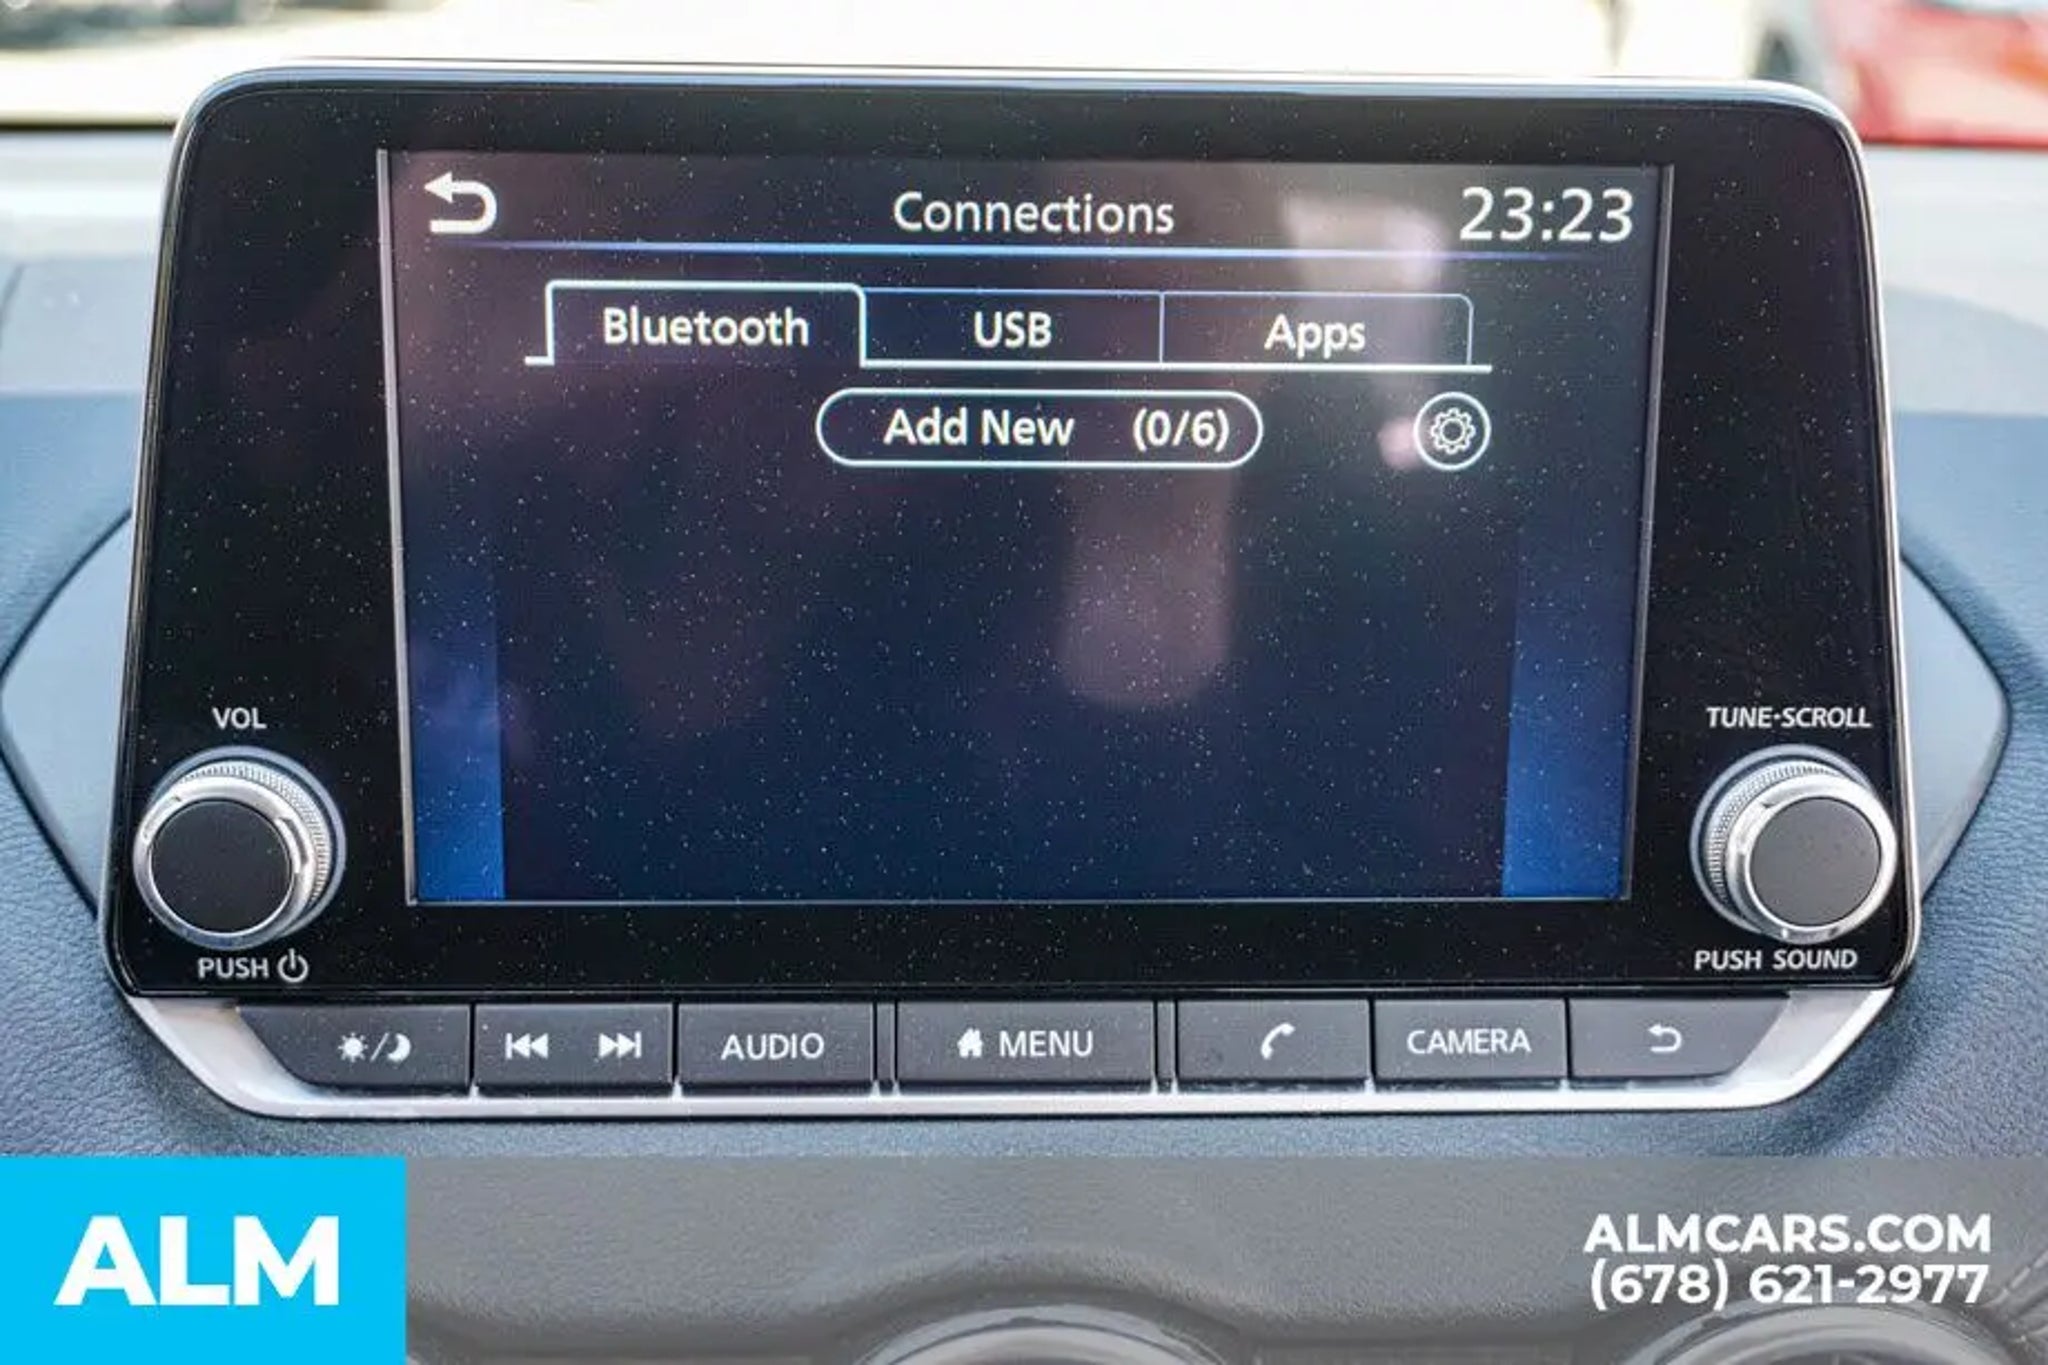 Connections 23:23
Bluetooth USB Apps
Add New (0/6)
VOL
TUNE·SCROLL
PUSH
PUSH SOUND
AUDIO MENU CAMERA
ALM
ALMCARS.COM
(678) 621-2977